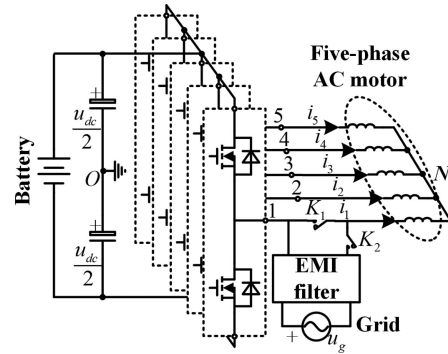 Five-phase
AC motor
+
u_dc
2
Battery
O
+
u_dc
2
5
i_5
4
i_4
3
i_3
2
i_2
N
1
K_1
i_1
K_2
EMI
filter
+
u_g
Grid